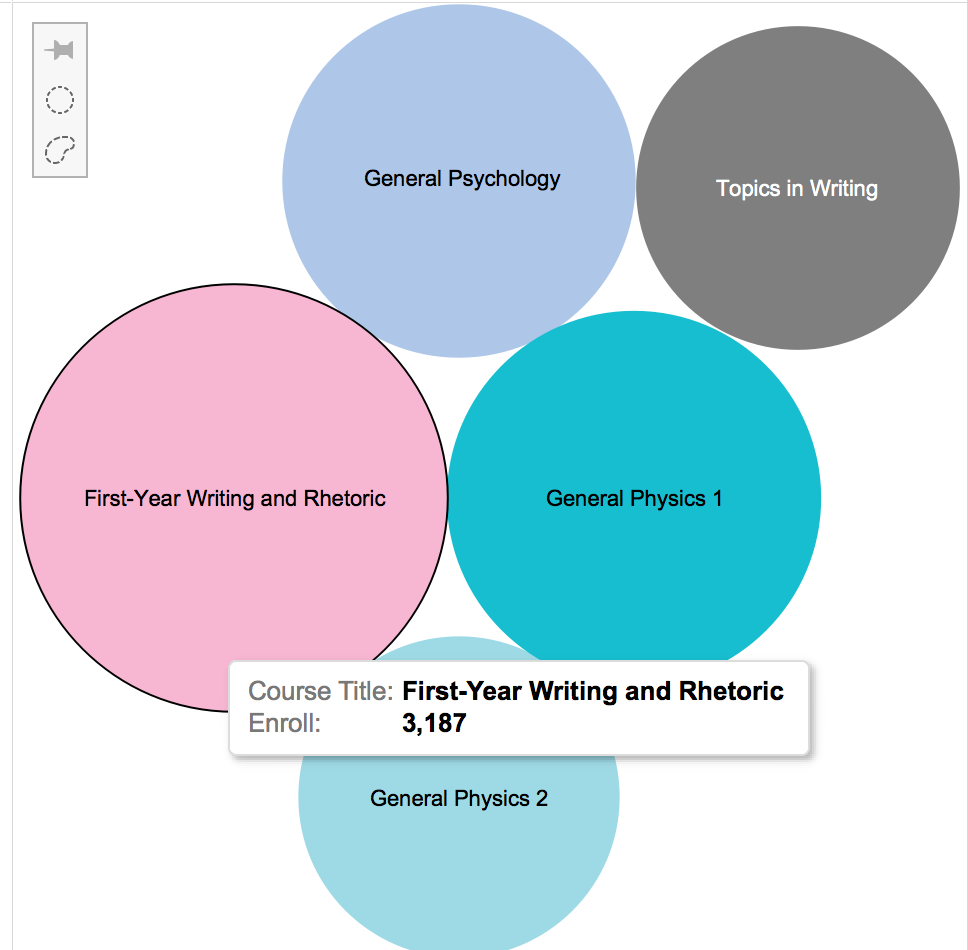 General Psychology
Topics in Writing
First-Year Writing and Rhetoric
General Physics 1
Course Title: First-Year Writing and Rhetoric
Enroll: 3,187
General Physics 2